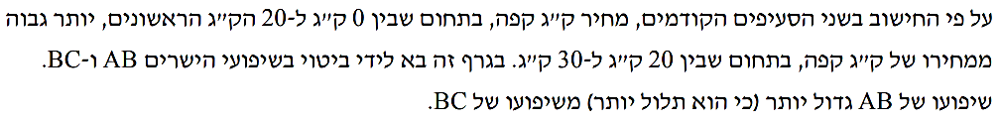 על פי החישוב בשני הסעיפים הקודמים, מחיר ק״ג קפה, בתחום שבין 0 ק״ג ל-20 הק״ג הראשונים, יותר גבוה
ממחירו של ק״ג קפה, בתחום שבין 20 ק״ג ל-30 ק״ג. בגרף זה בא לידי ביטוי בשיפועי הישרים AB ו-BC.
שיפועו של AB גדול יותר (כי הוא תלול יותר) משיפועו של BC.